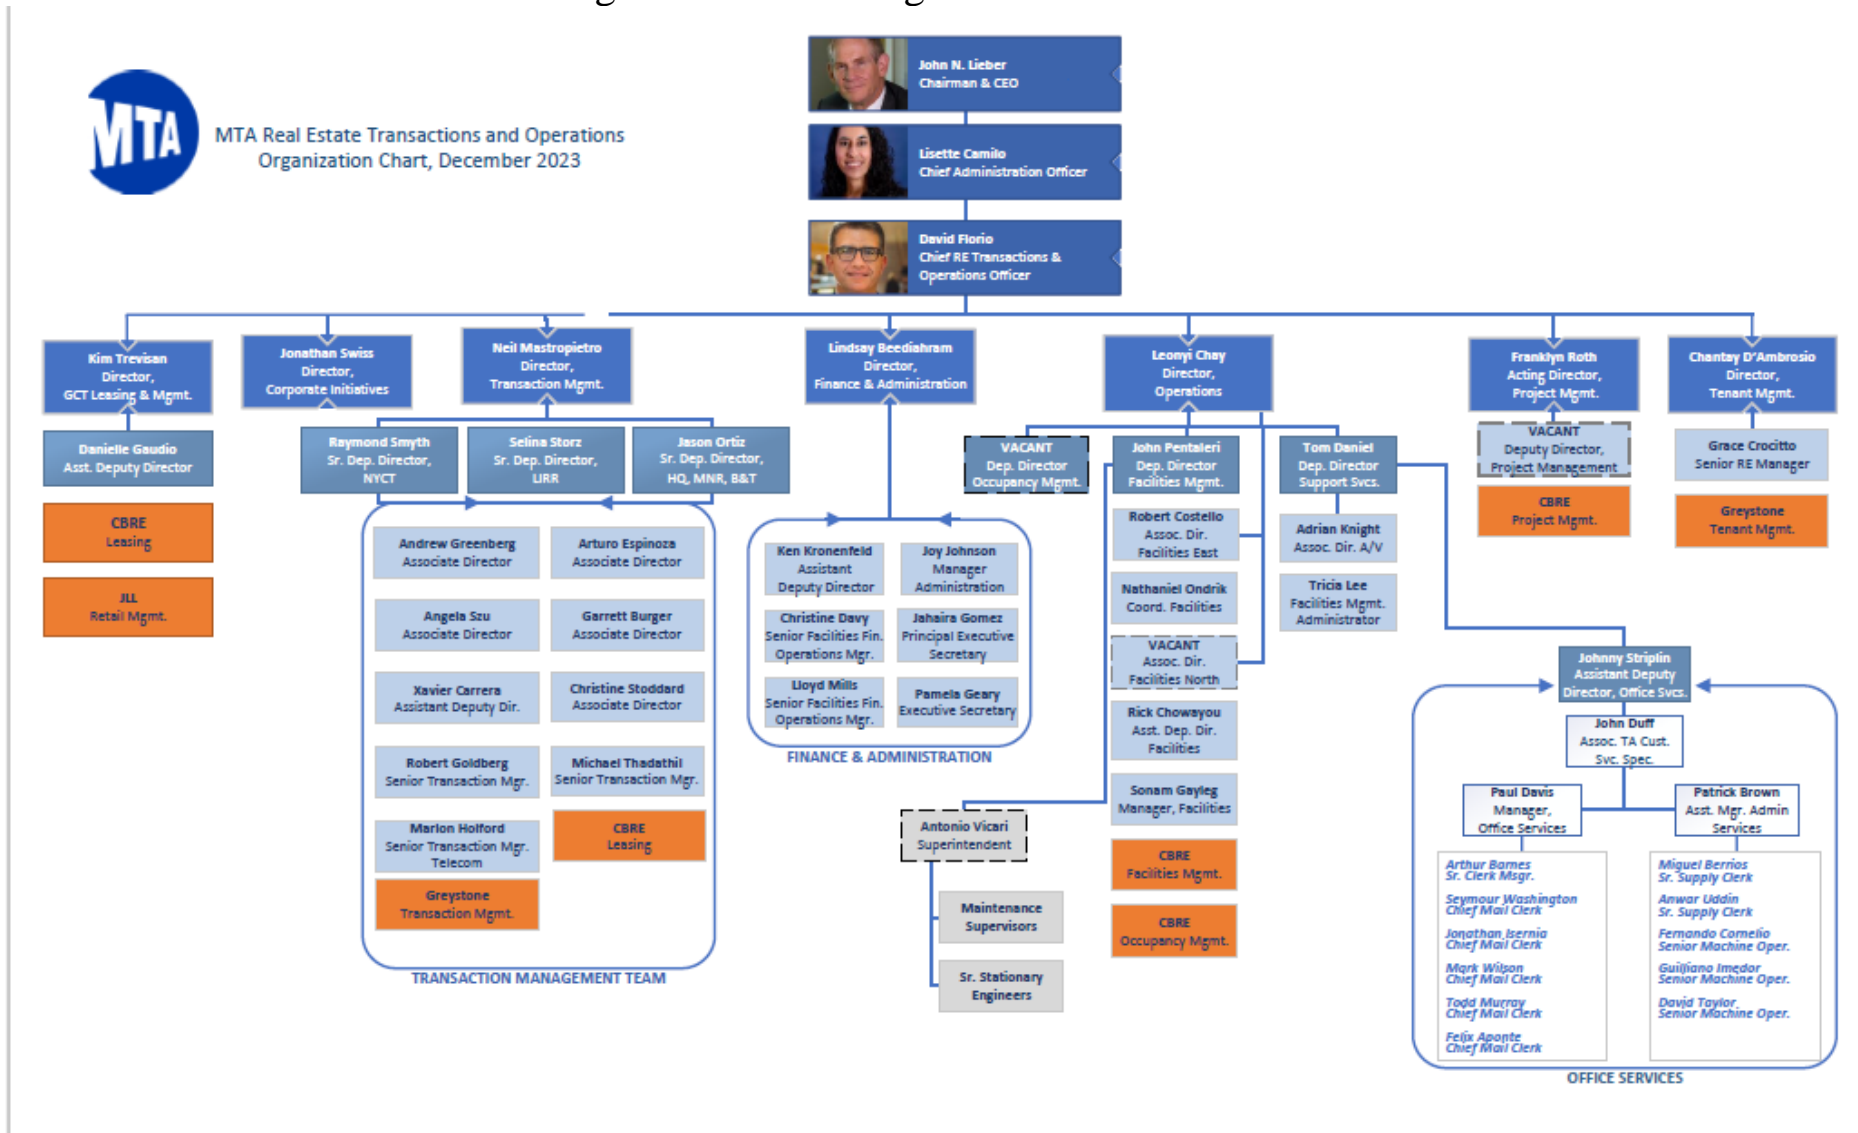 John N. Lieber
Chairman & CEO
MTA
MTA Real Estate Transactions and Operations
Organization Chart, December 2023
Lisette Camilo
Chief Administration Officer
David Florio
Chief RE Transactions &
Operations Officer
Kim Trevisan
Director,
GCT Leasing & Mgmt.
Jonathan Swiss
Director,
Corporate Initiatives
Neil Mastropietro
Director,
Transaction Mgmt.
Lindsay Beediahram
Director,
Finance & Administration
Leonyi Chay
Director,
Operations
Franklyn Roth
Acting Director,
Project Mgmt.
Chantay D'Ambrosio
Director,
Tenant Mgmt.
Danielle Gaudio
Asst. Deputy Director
CBRE
Leasing
JLL
Retail Mgmt.
Raymond Smyth
Sr. Dep. Director,
NYCT
Selina Storz
Sr. Dep. Director,
LIRR
Jason Ortiz
Sr. Dep. Director,
HQ, MNR, B&T
Andrew Greenberg
Associate Director
Arturo Espinoza
Associate Director
Angela Szu
Associate Director
Garrett Burger
Associate Director
Xavier Carrera
Assistant Deputy Dir.
Christine Stoddard
Associate Director
Robert Goldberg
Senior Transaction Mgr.
Michael Thadathil
Senior Transaction Mgr.
Marlon Holford
Senior Transaction Mgr.
Telecom
CBRE
Leasing
Greystone
Transaction Mgmt.
TRANSACTION MANAGEMENT TEAM
Ken Kronenfeld
Assistant
Deputy Director
Joy Johnson
Manager
Administration
Christine Davy
Senior Facilities Fin.
Operations Mgr.
Jahaira Gomez
Principal Executive
Secretary
Lloyd Mills
Senior Facilities Fin.
Operations Mgr.
Pamela Geary
Executive Secretary
FINANCE & ADMINISTRATION
VACANT
Dep. Director
Occupancy Mgmt.
John Pentaleri
Dep. Director
Facilities Mgmt.
Tom Daniel
Dep. Director
Support Svcs.
Robert Costello
Assoc. Dir.
Facilities East
Nathaniel Ondrik
Coord. Facilities
VACANT
Assoc. Dir.
Facilities North
Rick Chowayou
Asst. Dep. Dir.
Facilities
Sonam Gayleg
Manager, Facilities
CBRE
Facilities Mgmt.
CBRE
Occupancy Mgmt.
Adrian Knight
Assoc. Dir. A/V
Tricia Lee
Facilities Mgmt.
Administrator
Antonio Vicari
Superintendent
Maintenance
Supervisors
Sr. Stationary
Engineers
VACANT
Deputy Director,
Project Management
CBRE
Project Mgmt.
Grace Crocitto
Senior RE Manager
Greystone
Tenant Mgmt.
Johnny Striplin
Assistant Deputy
Director, Office Svcs.
John Duff
Assoc. TA Cust.
Svc. Spec.
Paul Davis
Manager,
Office Services
Patrick Brown
Asst. Mgr. Admin
Services
Arthur Barnes
Sr. Clerk Msgr.
Seymour Washington
Chief Mail Clerk
Jonathan Isernia
Chief Mail Clerk
Mark Wilson
Chief Mail Clerk
Todd Murray
Chief Mail Clerk
Felix Aponte
Chief Mail Clerk
Miguel Berrios
Sr. Supply Clerk
Anwar Uddin
Sr. Supply Clerk
Fernando Cornelio
Senior Machine Oper.
Guilliano Imedor
Senior Machine Oper.
David Taylor
Senior Machine Oper.
OFFICE SERVICES